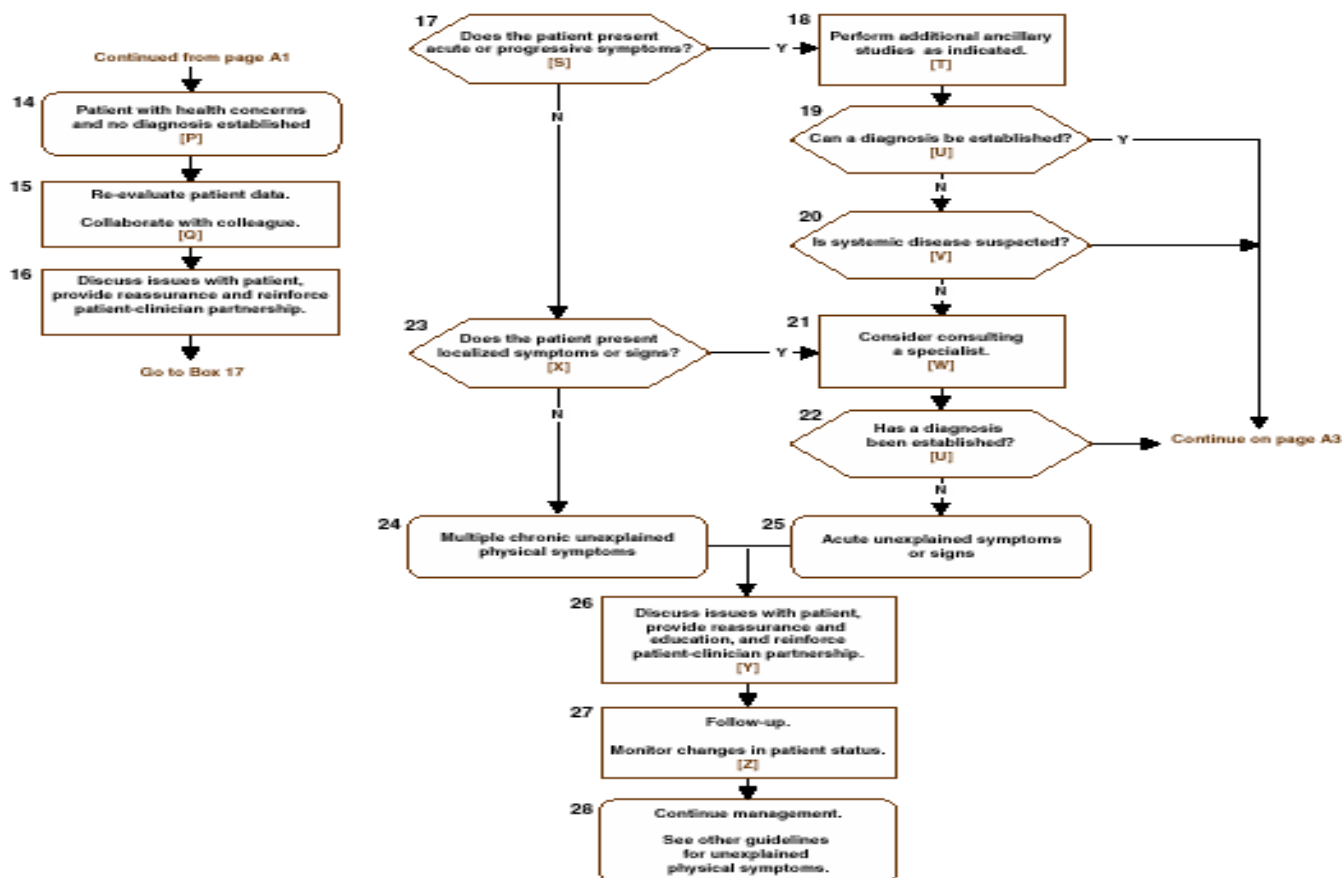 Continued from page A1
14
Patient with health concerns
and no diagnosis established
[P]
15
Re-evaluate patient data.
Collaborate with colleague.
[Q]
16
Discuss issues with patient,
provide reassurance and reinforce
patient-clinician partnership.
Go to Box 17
17
Does the patient present
acute or progressive symptoms?
[S]
Y
N
18
Perform additional ancillary
studies as indicated.
[T]
19
Can a diagnosis be established?
[U]
Y
N
20
Is systemic disease suspected?
[V]
N
23
Does the patient present
localized symptoms or signs?
[X]
Y
N
21
Consider consulting
a specialist.
[W]
22
Has a diagnosis
been established?
[U]
N
Continue on page A3
24
Multiple chronic unexplained
physical symptoms
25
Acute unexplained symptoms
or signs
26
Discuss issues with patient,
provide reassurance and
education, and reinforce
patient-clinician partnership.
[Y]
27
Follow-up.
Monitor changes in patient status.
[Z]
28
Continue management.
See other guidelines
for unexplained
physical symptoms.